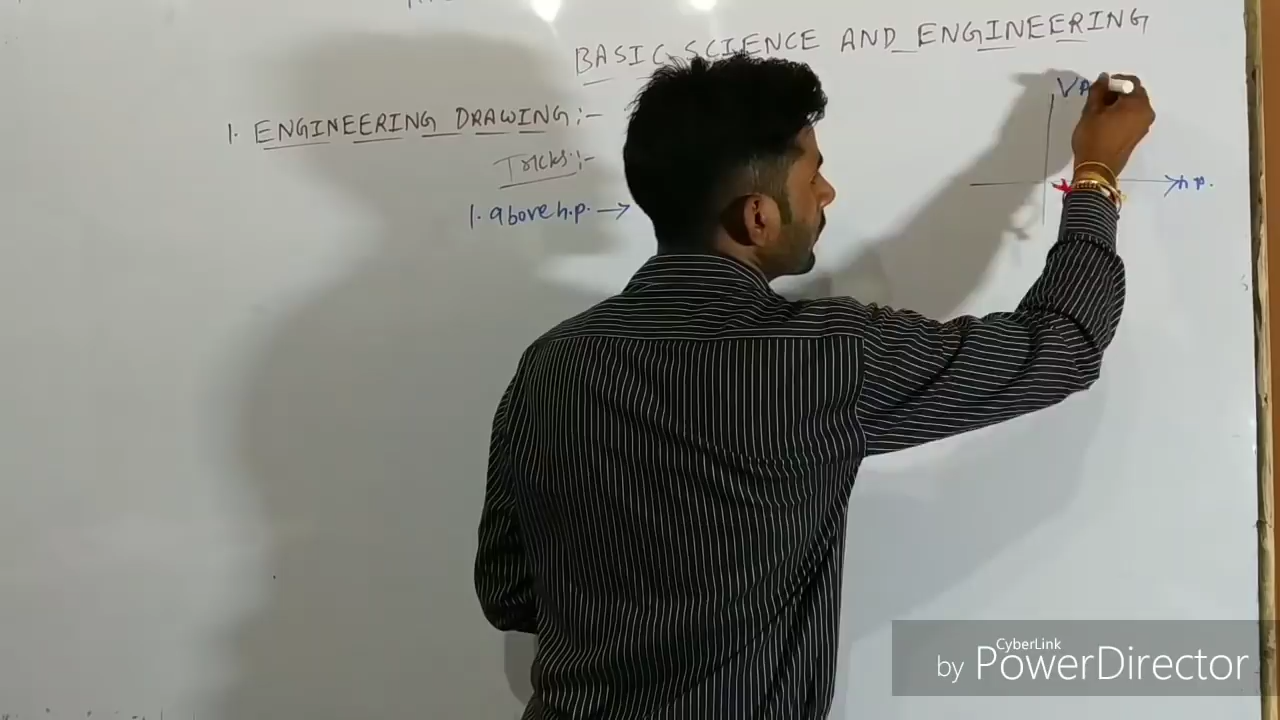 BASIC SCIENCE AND ENGINEERING
1. ENGINEERING DRAWING :-
Tricks :-
1. above h.p. →
h.p.
CyberLink
by PowerDirector